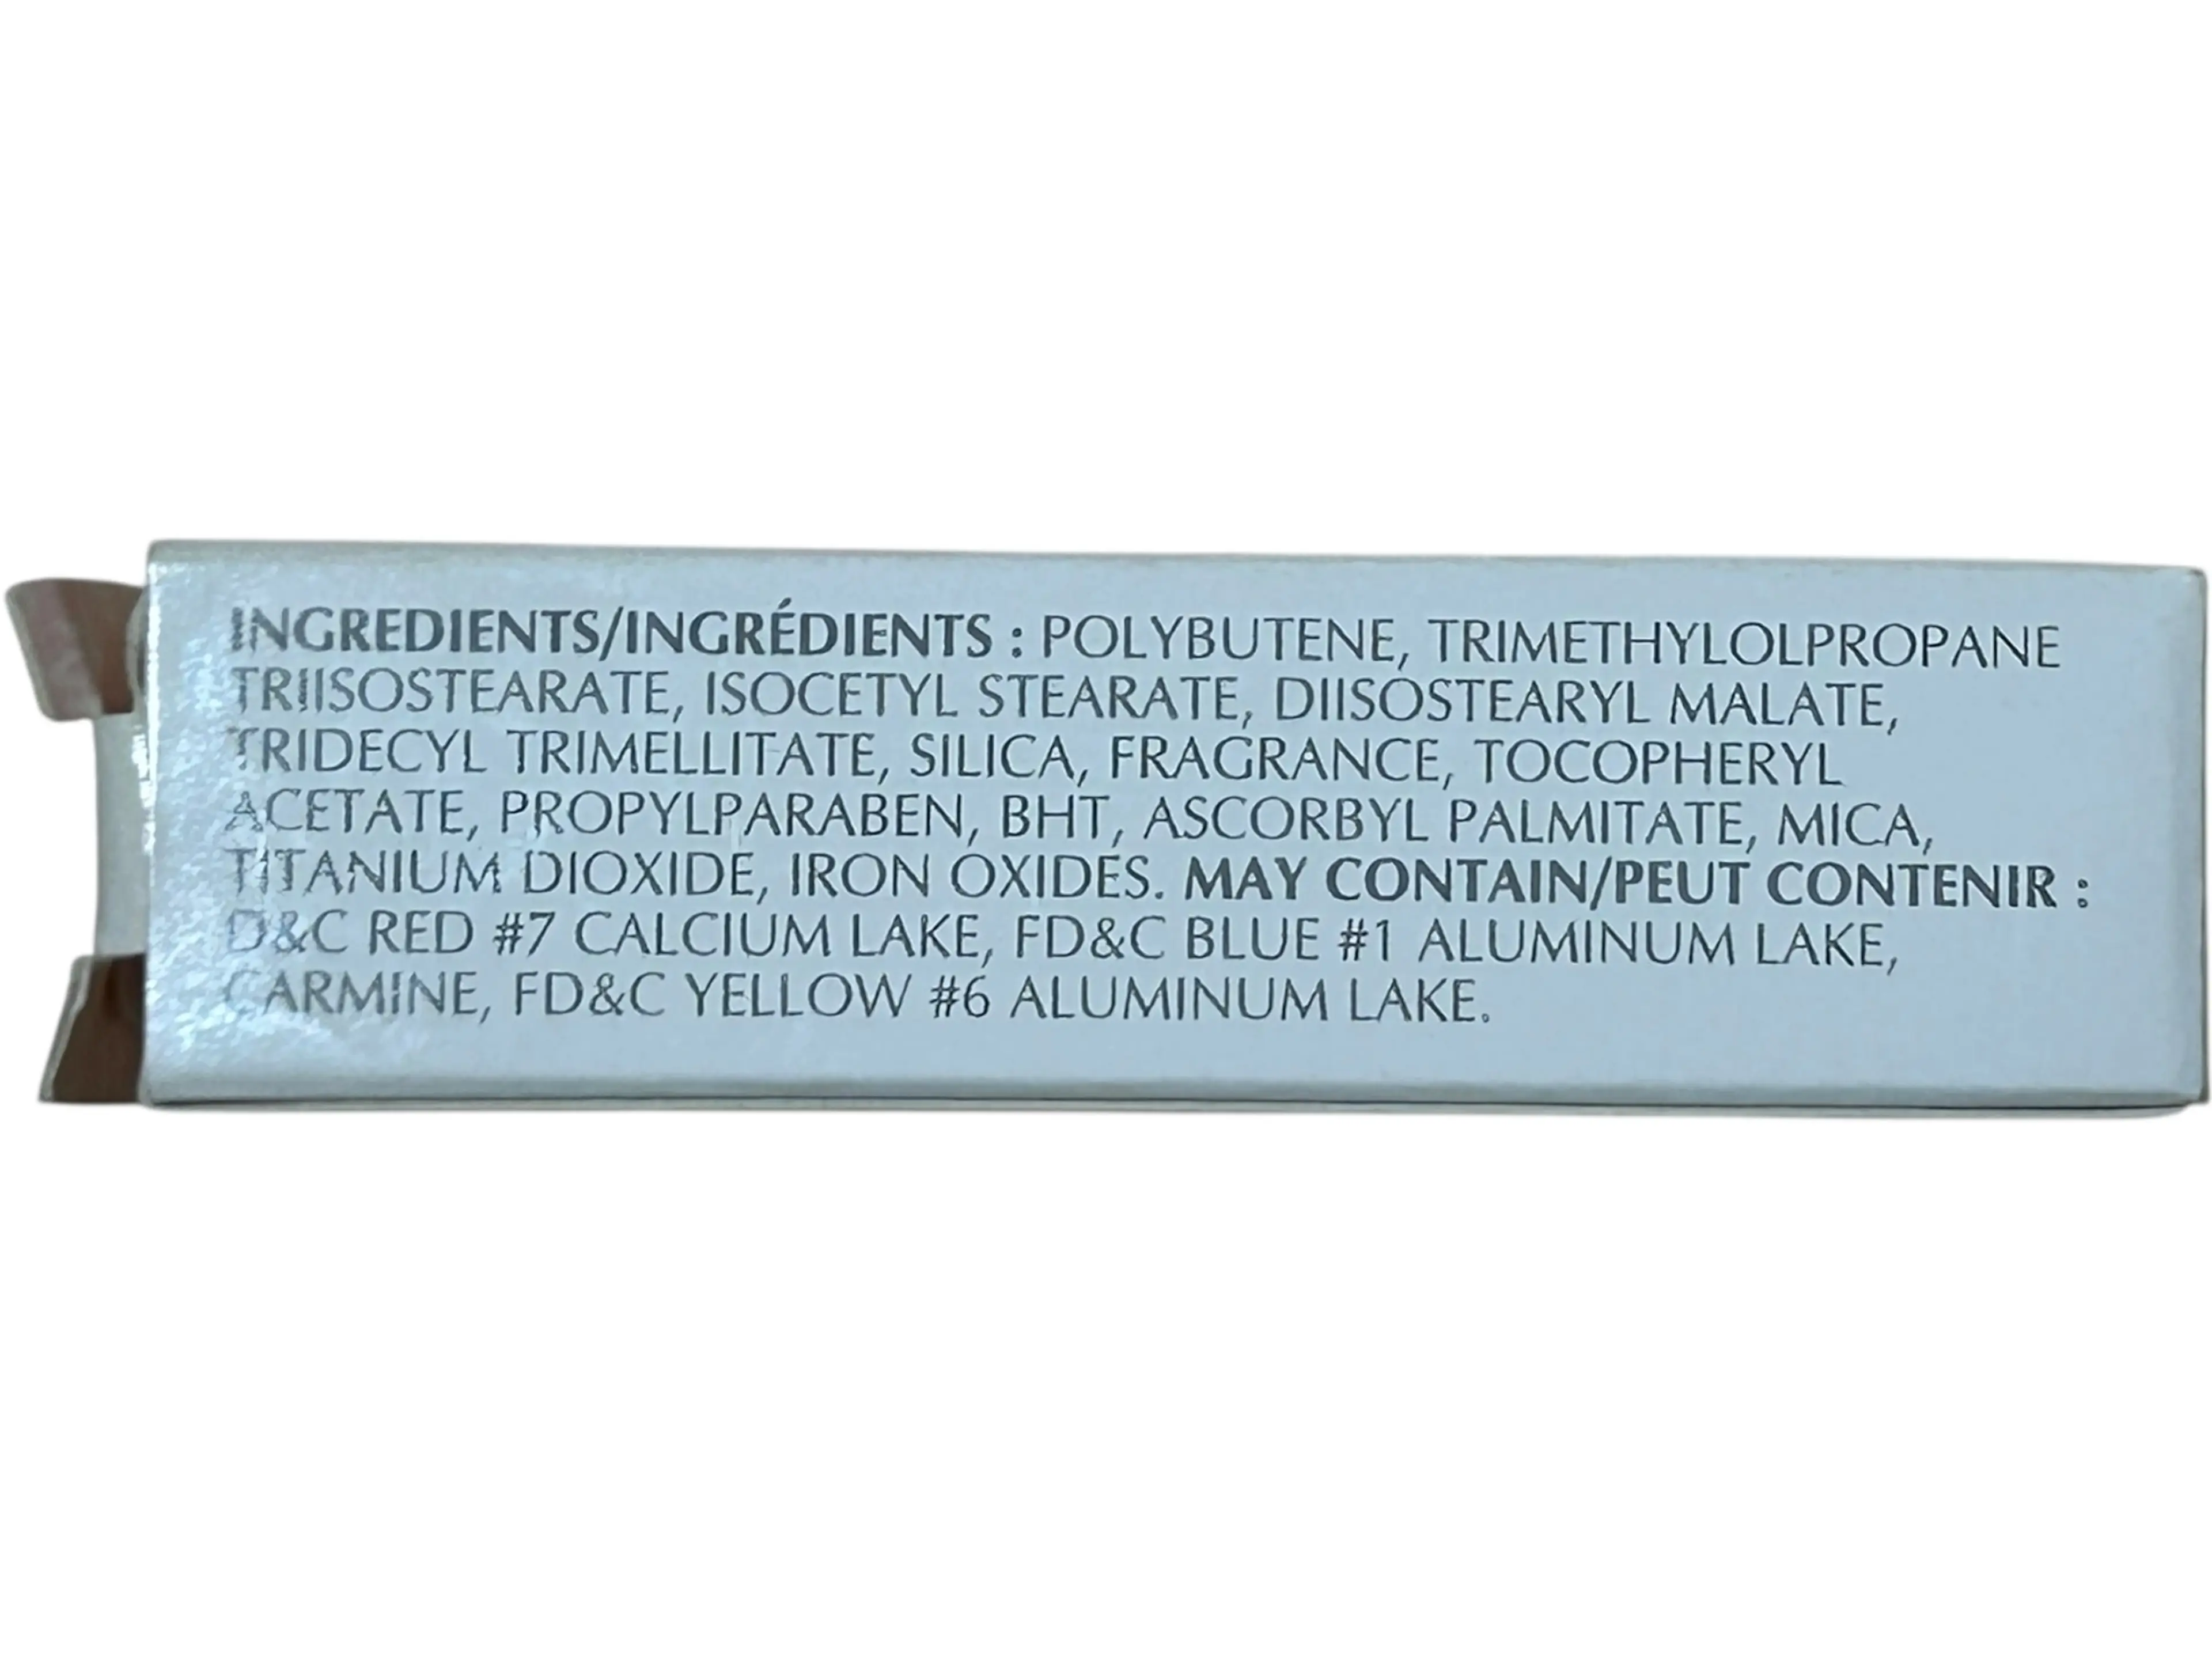 INGREDIENTS/INGRÉDIENTS : POLYBUTENE, TRIMETHYLOLPROPANE
TRIISOSTEARATE, ISOCETYL STEARATE, DIISOSTEARYL MALATE,
TRIDECYL TRIMELLITATE, SILICA, FRAGRANCE, TOCOPHERYL
ACETATE, PROPYLPARABEN, BHT, ASCORBYL PALMITATE, MICA,
TITANIUM DIOXIDE, IRON OXIDES. MAY CONTAIN/PEUT CONTENIR :
D&C RED #7 CALCIUM LAKE, FD&C BLUE #1 ALUMINUM LAKE,
CARMINE, FD&C YELLOW #6 ALUMINUM LAKE.